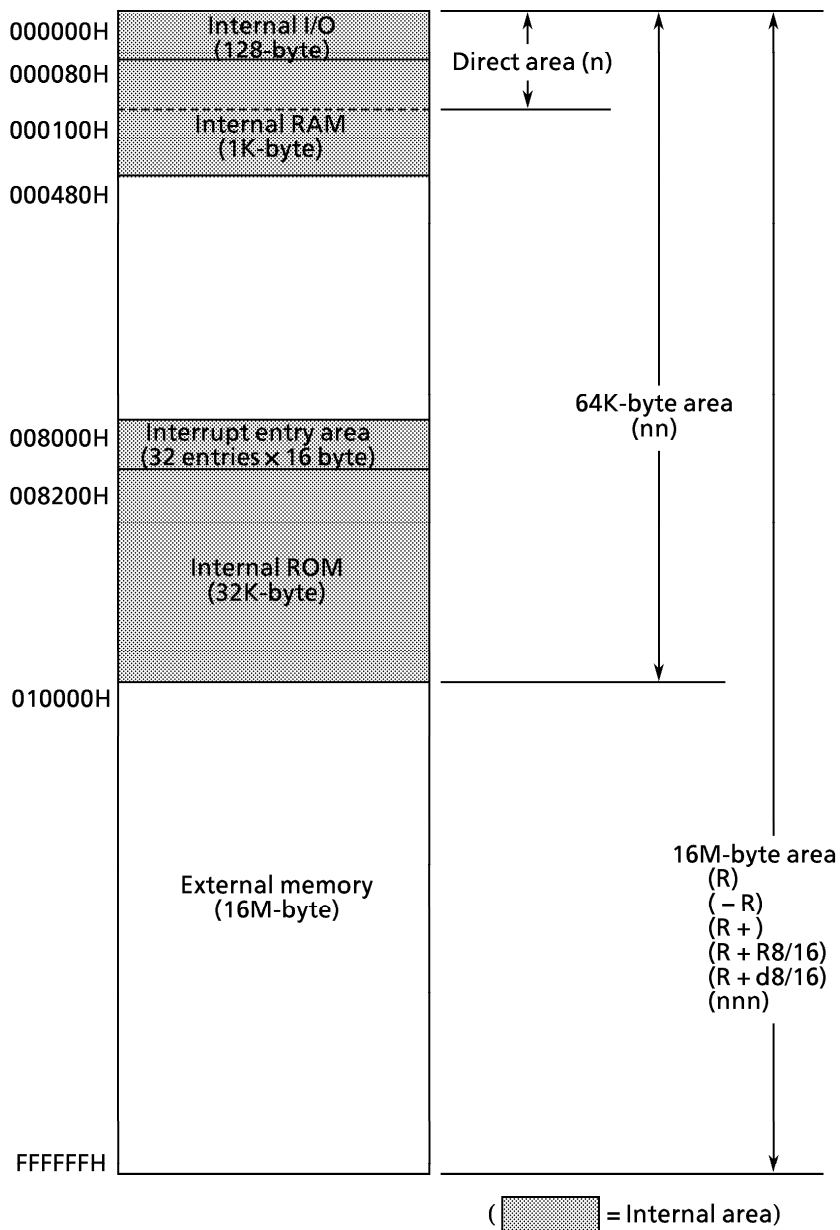 000000H
Internal I/O
(128-byte)
000080H
Direct area (n)
000100H
Internal RAM
(1K-byte)
000480H
64K-byte area
(nn)
008000H
Interrupt entry area
(32 entries × 16 byte)
008200H
Internal ROM
(32K-byte)
010000H
16M-byte area
(R)
( – R)
(R + )
(R + R8/16)
(R + d8/16)
(nnn)
External memory
(16M-byte)
FFFFFFH
( = Internal area)